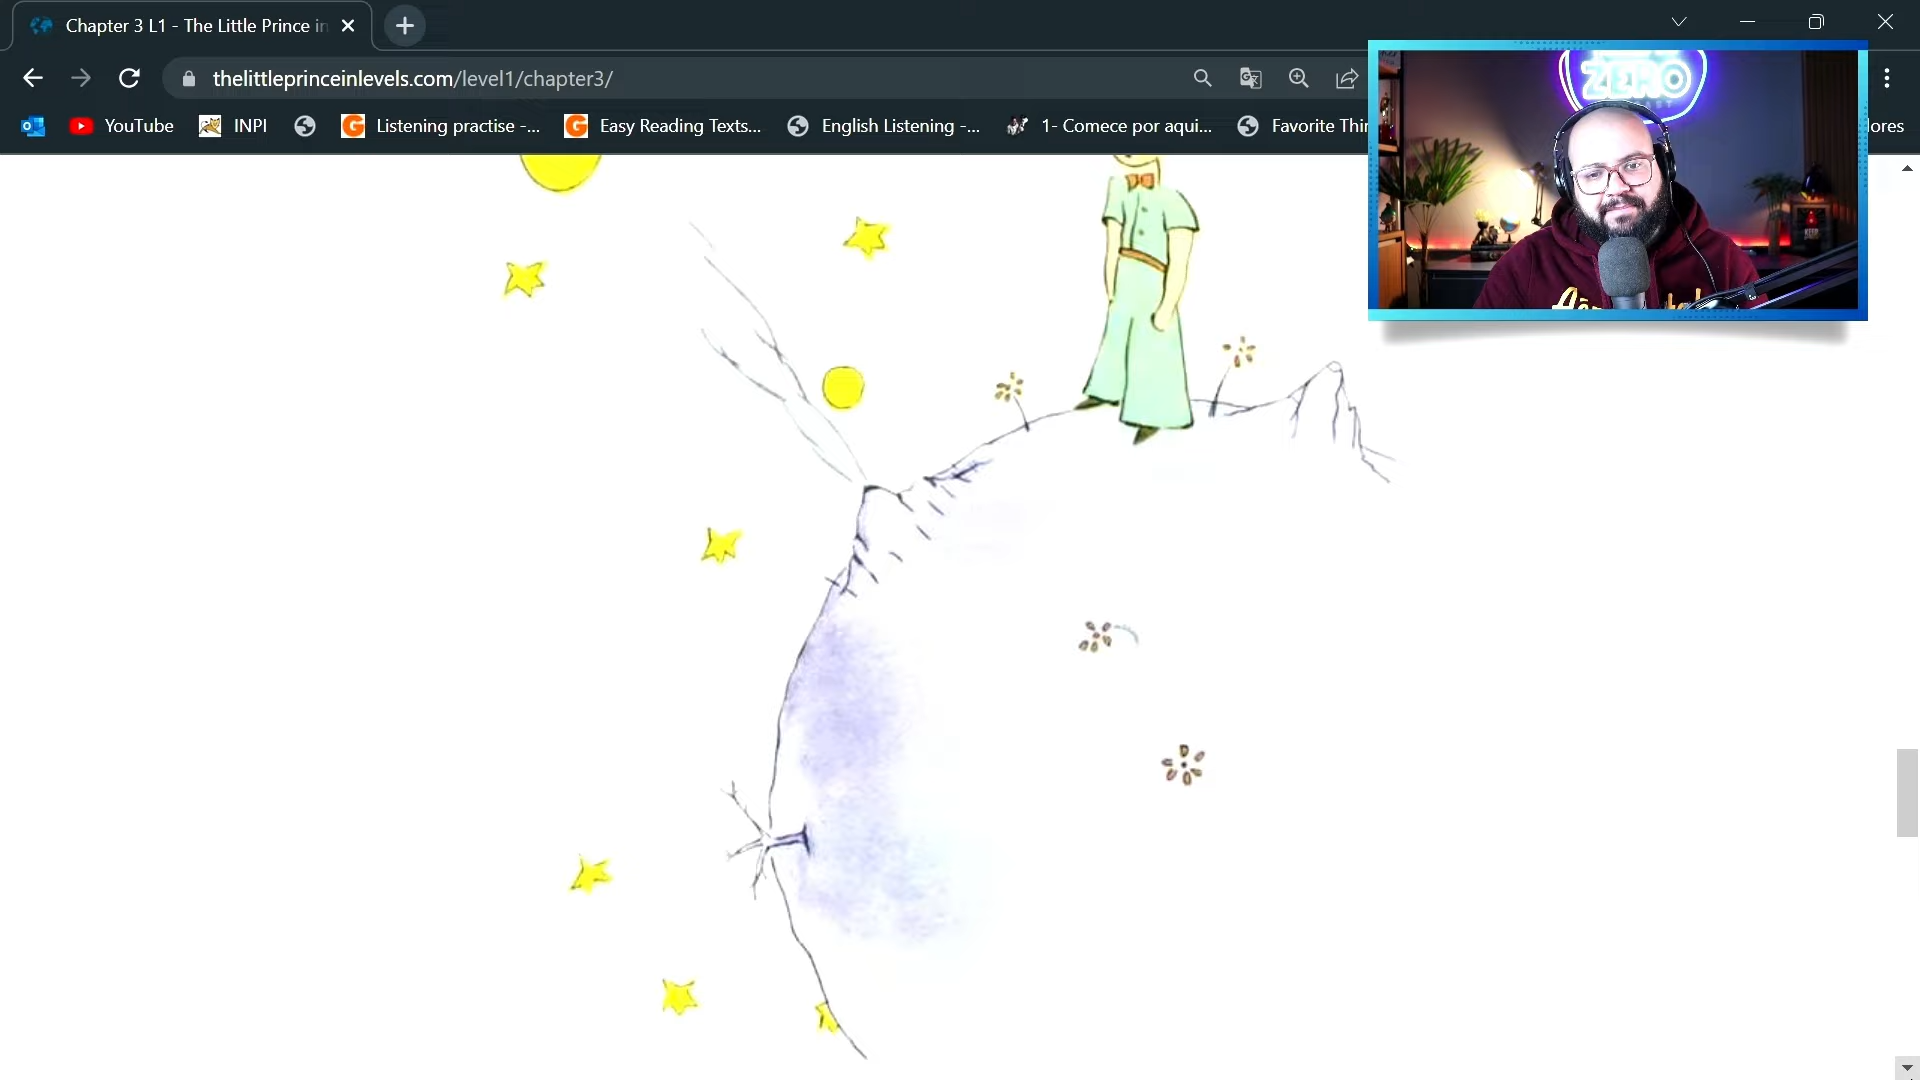 Chapter 3 L1 - The Little Prince in
thelittleprinceinlevels.com/level1/chapter3/
YouTube INPI Listening practise -... Easy Reading Texts... English Listening -... 1- Comece por aqui... Favorite Thi
ZERO